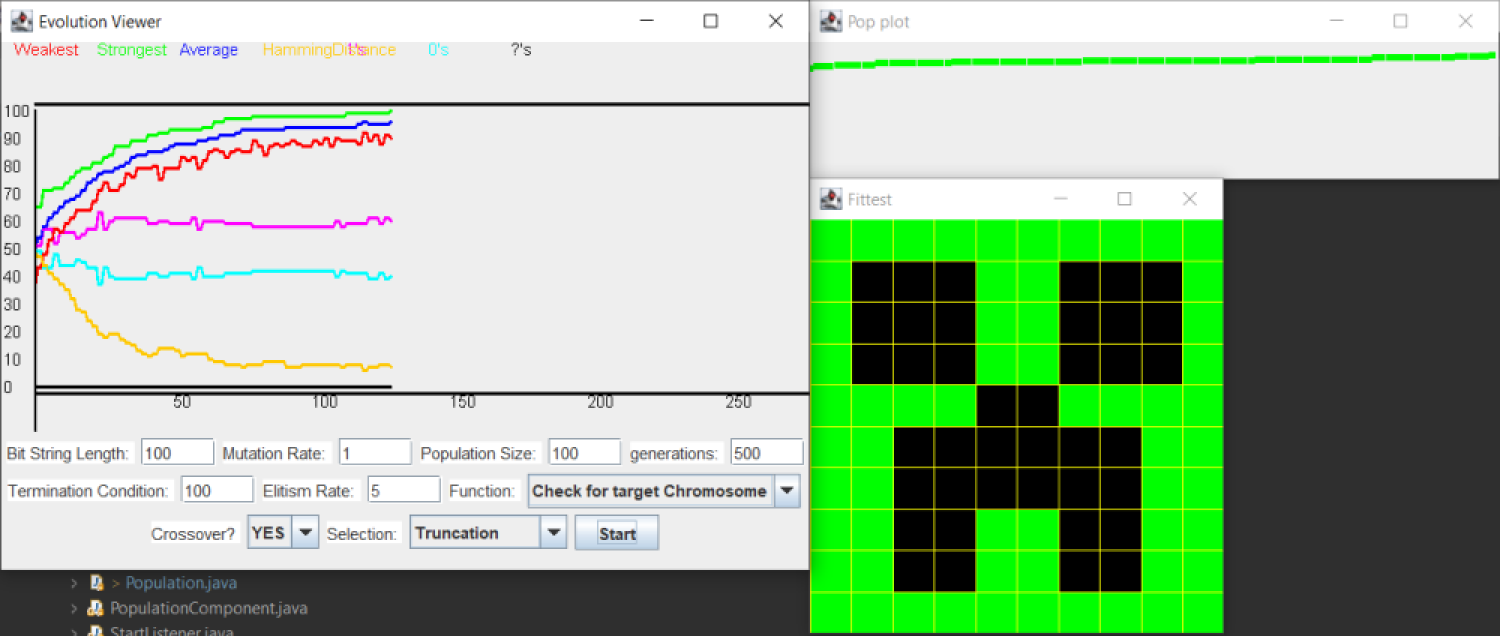 Evolution Viewer
Weakest Strongest Average HammingDistance 1's 0's ?'s
100
90
80
70
60
50
40
30
20
10
0
50 100 150 200 250
Bit String Length: 100 Mutation Rate: 1 Population Size: 100 generations: 500
Termination Condition: 100 Elitism Rate: 5 Function: Check for target Chromosome
Crossover? YES Selection: Truncation Start
> Population.java
PopulationComponent.java
StartListener.java
Pop plot
Fittest